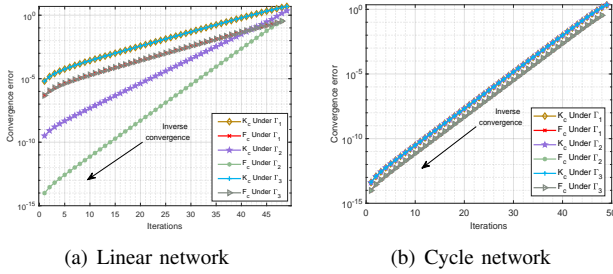 10^0
10^-5
10^-10
10^-15
Convergence error
0 5 10 15 20 25 30 35 40 45 50
Iterations
Inverse
convergence
K_c Under Γ_1
F_c Under Γ_1
K_c Under Γ_2
F_c Under Γ_2
K_c Under Γ_3
F_c Under Γ_3
(a) Linear network
10^0
10^-5
10^-10
10^-15
Convergence error
0 10 20 30 40 50
Iterations
Inverse
convergence
K_c Under Γ_1
F_c Under Γ_1
K_c Under Γ_2
F_c Under Γ_2
K_c Under Γ_3
F_c Under Γ_3
(b) Cycle network